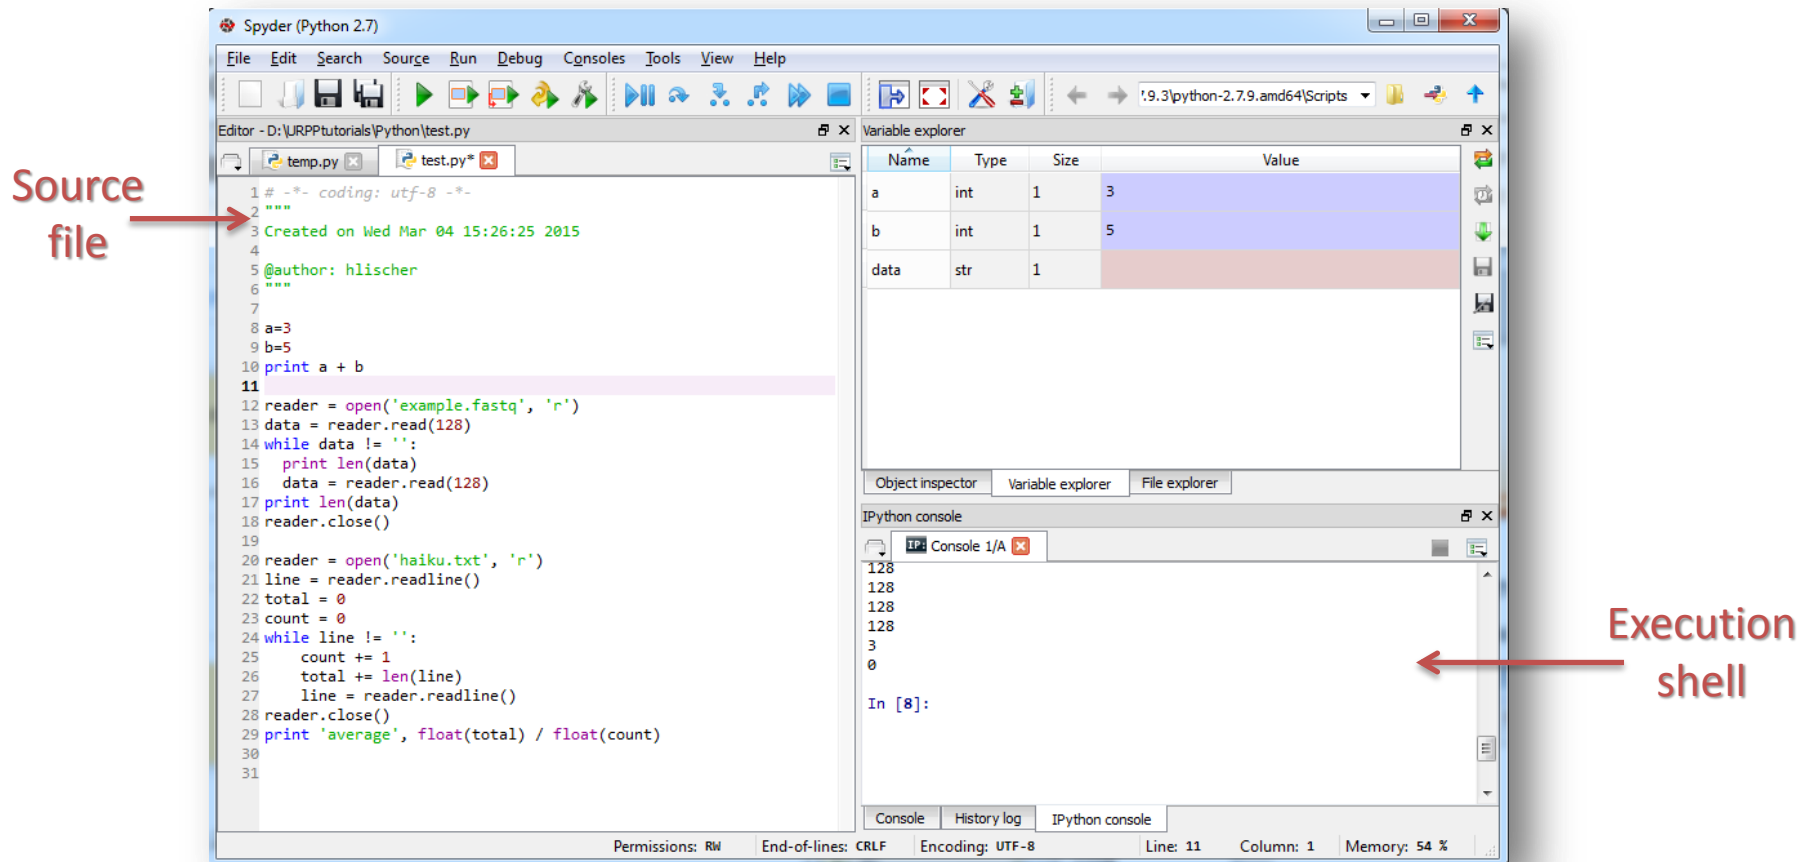 Spyder (Python 2.7)
File Edit Search Source Run Debug Consoles Tools View Help
'.9.3\python-2.7.9.amd64\Scripts
Editor - D:\URPPtutorials\Python\test.py
temp.py test.py*
Source
file
1 # -*- coding: utf-8 -*-
2 """
3 Created on Wed Mar 04 15:26:25 2015
4
5 @author: hlischer
6 """
7
8 a=3
9 b=5
10 print a + b
11
12 reader = open('example.fastq', 'r')
13 data = reader.read(128)
14 while data != '':
15   print len(data)
16   data = reader.read(128)
17 print len(data)
18 reader.close()
19
20 reader = open('haiku.txt', 'r')
21 line = reader.readline()
22 total = 0
23 count = 0
24 while line != '':
25     count += 1
26     total += len(line)
27     line = reader.readline()
28 reader.close()
29 print 'average', float(total) / float(count)
30
31
Variable explorer
Name Type Size Value
a int 1 3
b int 1 5
data str 1
Object inspector Variable explorer File explorer
IPython console
IP: Console 1/A
128
128
128
128
3
0
In [8]:
Execution
shell
Console History log IPython console
Permissions: RW End-of-lines: CRLF Encoding: UTF-8 Line: 11 Column: 1 Memory: 54 %